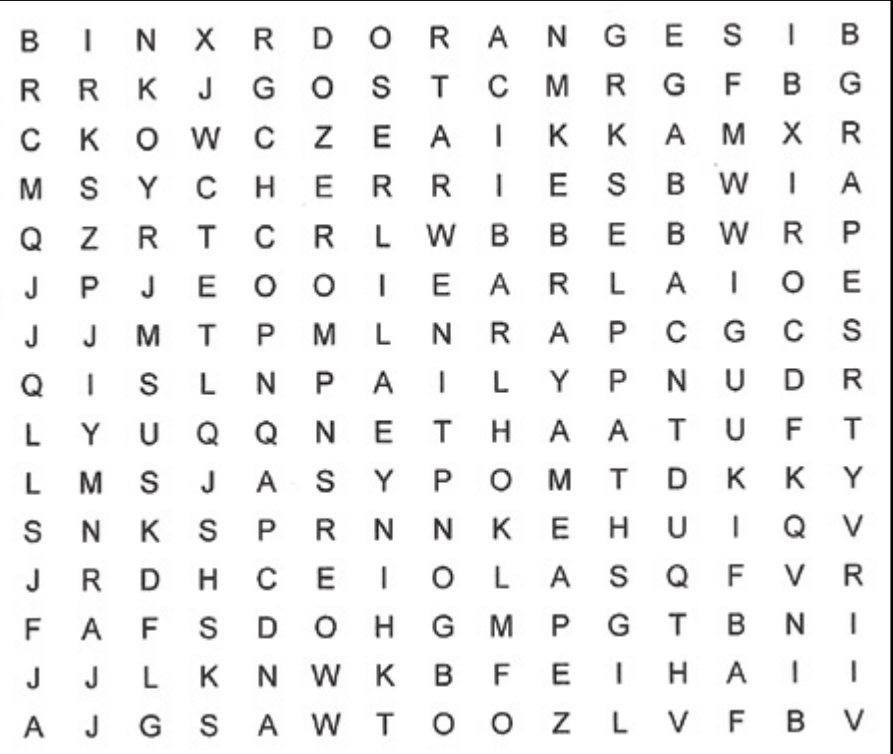 B I N X R D O R A N G E S I B
R R K J G O S T C M R G F B G
C K O W C Z E A I K K A M X R
M S Y C H E R R I E S B W I A
Q Z R T C R L W B B E B W R P
J P J E O O I E A R L A I O E
J J M T P M L N R A P C G C S
Q I S L N P A I L Y P N U D R
L Y U Q Q N E T H A A T U F T
L M S J A S Y P O M T D K K Y
S N K S P R N N K E H U I Q V
J R D H C E I O L A S Q F V R
F A F S D O H G M P G T B N I
J J L K N W K B F E I H A I I
A J G S A W T O O Z L V F B V